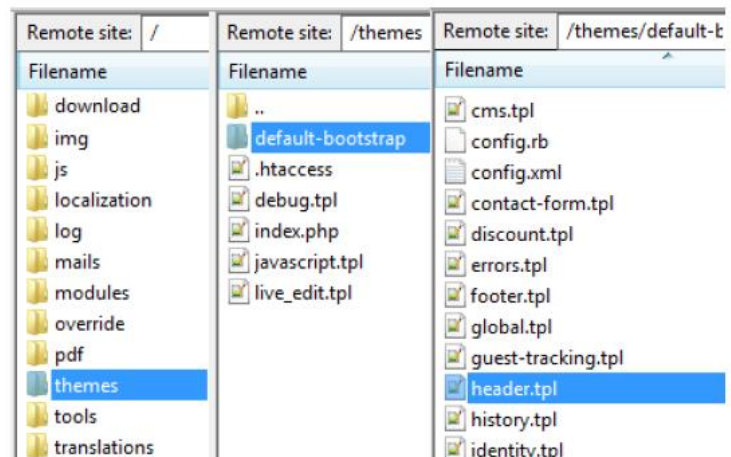 Remote site: /
Filename
download
img
js
localization
log
mails
modules
override
pdf
themes
tools
translations
Remote site: /themes
Filename
..
default-bootstrap
.htaccess
debug.tpl
index.php
javascript.tpl
live_edit.tpl
Remote site: /themes/default-b
Filename
cms.tpl
config.rb
config.xml
contact-form.tpl
discount.tpl
errors.tpl
footer.tpl
global.tpl
guest-tracking.tpl
header.tpl
history.tpl
identity.tpl